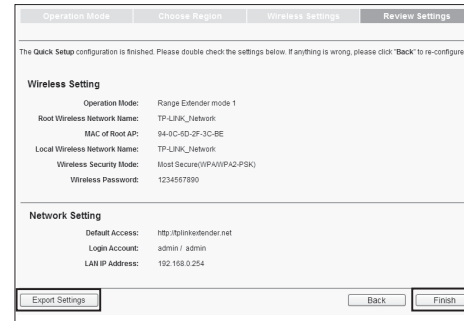 Operation Mode Choose Region Wireless Settings Review Settings
The Quick Setup configuration is finished. Please double check the settings below. If anything is wrong, please click "Back" to re-configure
Wireless Setting
Operation Mode: Range Extender mode 1
Root Wireless Network Name: TP-LINK_Network
MAC of Root AP: 94-0C-6D-2F-3C-BE
Local Wireless Network Name: TP-LINK_Network
Wireless Security Mode: Most Secure(WPA/WPA2-PSK)
Wireless Password: 1234567890
Network Setting
Default Access: http://tplinkextender.net
Login Account: admin / admin
LAN IP Address: 192.168.0.254
Export Settings Back Finish